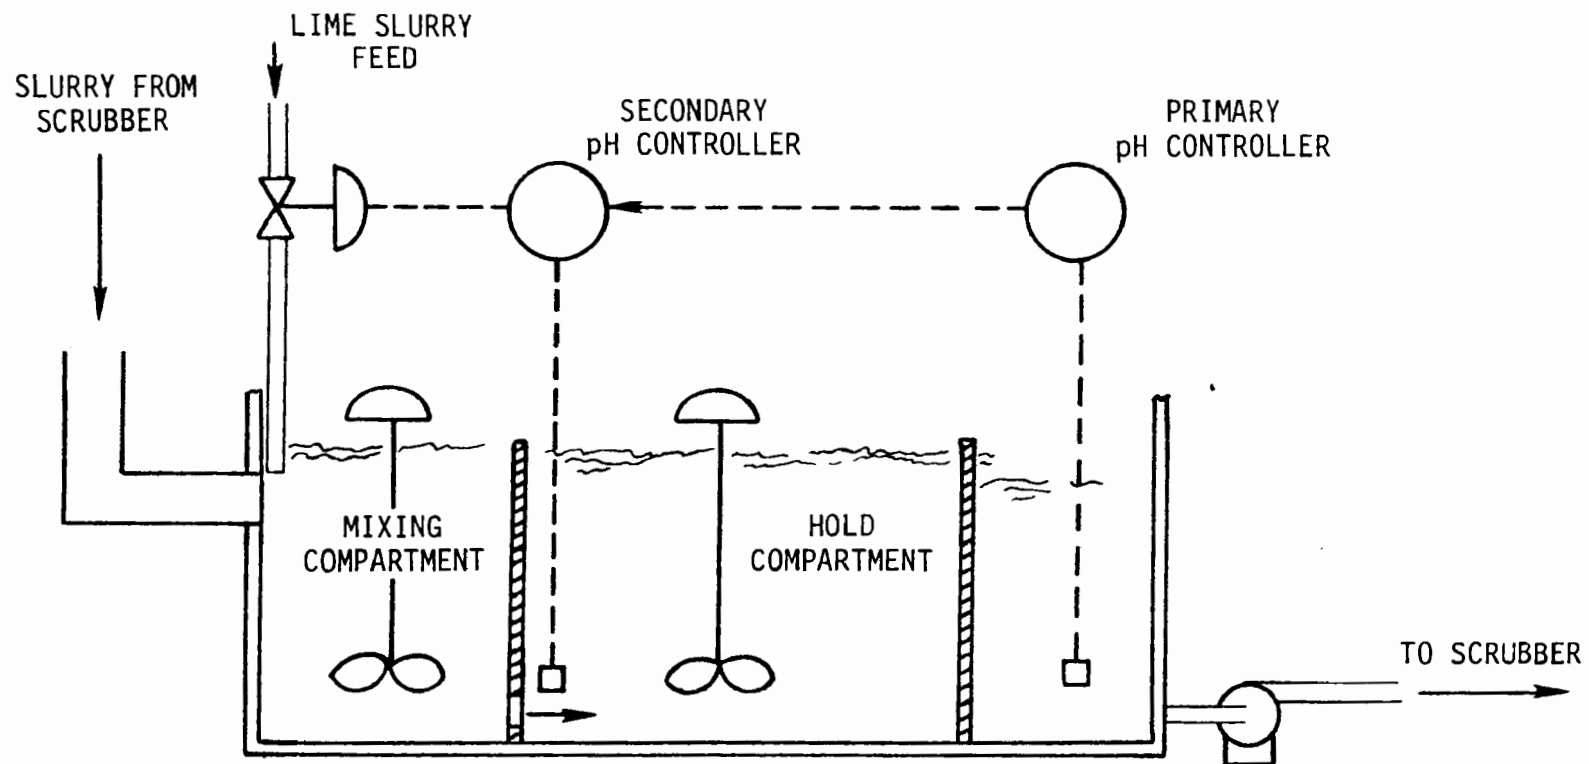 LIME SLURRY
FEED
SLURRY FROM
SCRUBBER
SECONDARY
pH CONTROLLER
PRIMARY
pH CONTROLLER
MIXING
COMPARTMENT
HOLD
COMPARTMENT
TO SCRUBBER